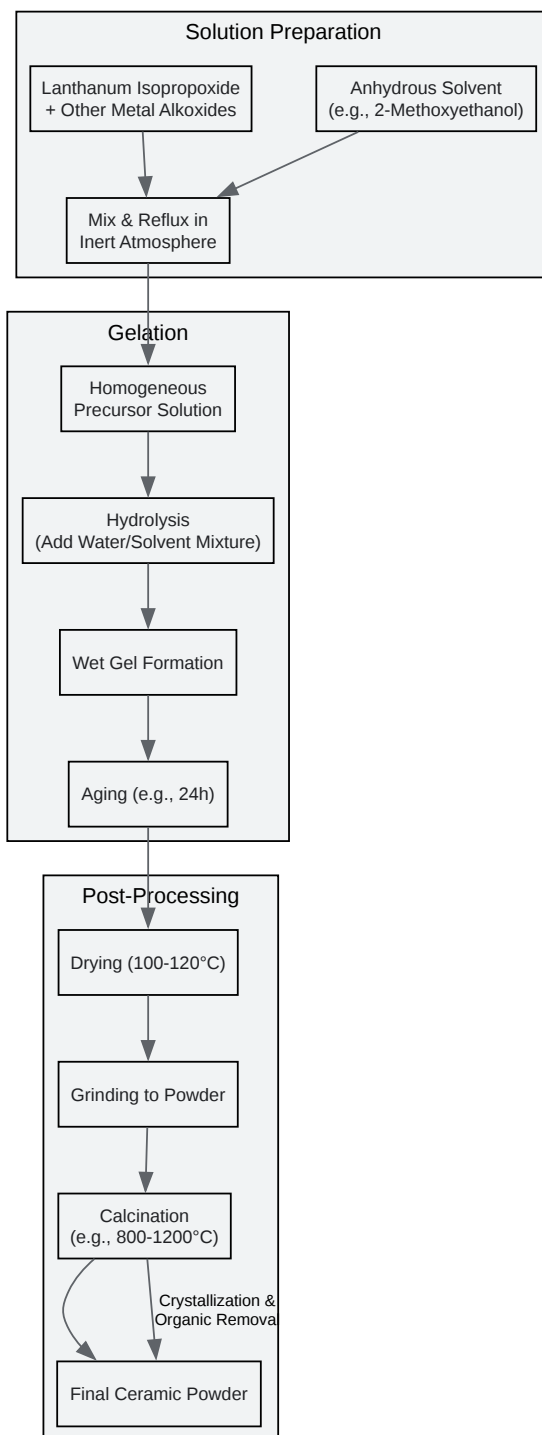 Solution Preparation
Lanthanum Isopropoxide
+ Other Metal Alkoxides
Anhydrous Solvent
(e.g., 2-Methoxyethanol)
Mix & Reflux in
Inert Atmosphere
Gelation
Homogeneous
Precursor Solution
Hydrolysis
(Add Water/Solvent Mixture)
Wet Gel Formation
Aging (e.g., 24h)
Post-Processing
Drying (100-120°C)
Grinding to Powder
Calcination
(e.g., 800-1200°C)
Crystallization &
Organic Removal
Final Ceramic Powder